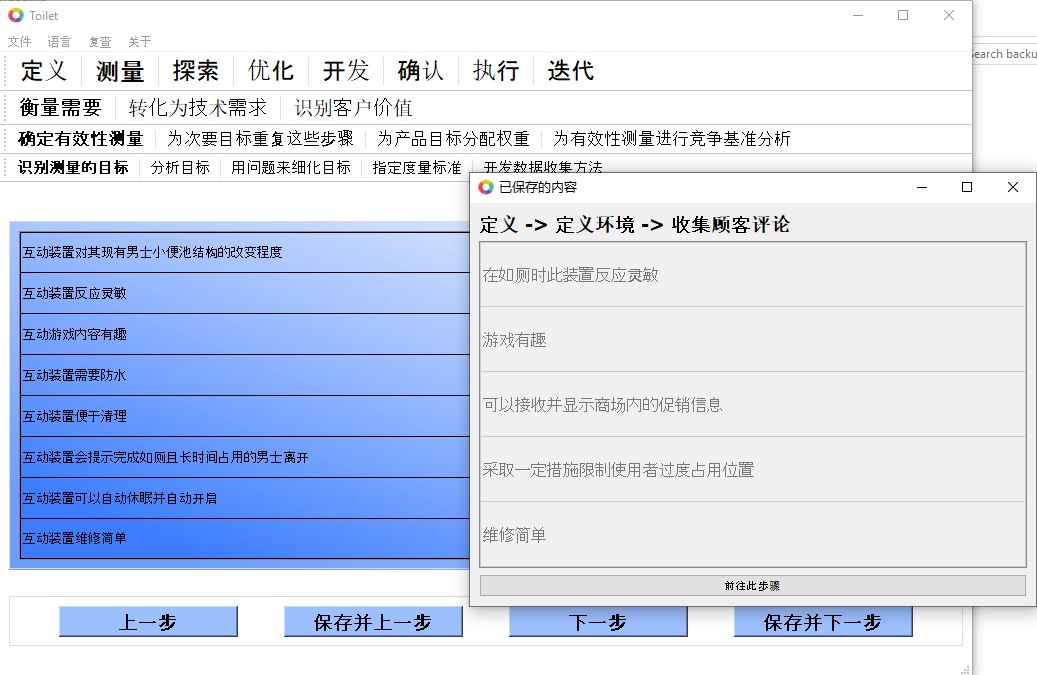 Toilet
文件 语言 复查 关于
定义 测量 探索 优化 开发 确认 执行 迭代
衡量需要 转化为技术需求 识别客户价值
确定有效性测量 为次要目标重复这些步骤 为产品目标分配权重 为有效性测量进行竞争基准分析
识别测量的目标 分析目标 用问题来细化目标 指定度量标准 开发数据收集方法
互动装置对其现有男士小便池结构的改变程度
互动装置反应灵敏
互动游戏内容有趣
互动装置需要防水
互动装置便于清理
互动装置会提示完成如厕且长时间占用的男士离开
互动装置可以自动休眠并自动开启
互动装置维修简单
上一步 保存并上一步 下一步 保存并下一步
已保存的内容
定义 -> 定义环境 -> 收集顾客评论
在如厕时此装置反应灵敏
游戏有趣
可以接收并显示商场内的促销信息
采取一定措施限制使用者过度占用位置
维修简单
前往此步骤
Search backu